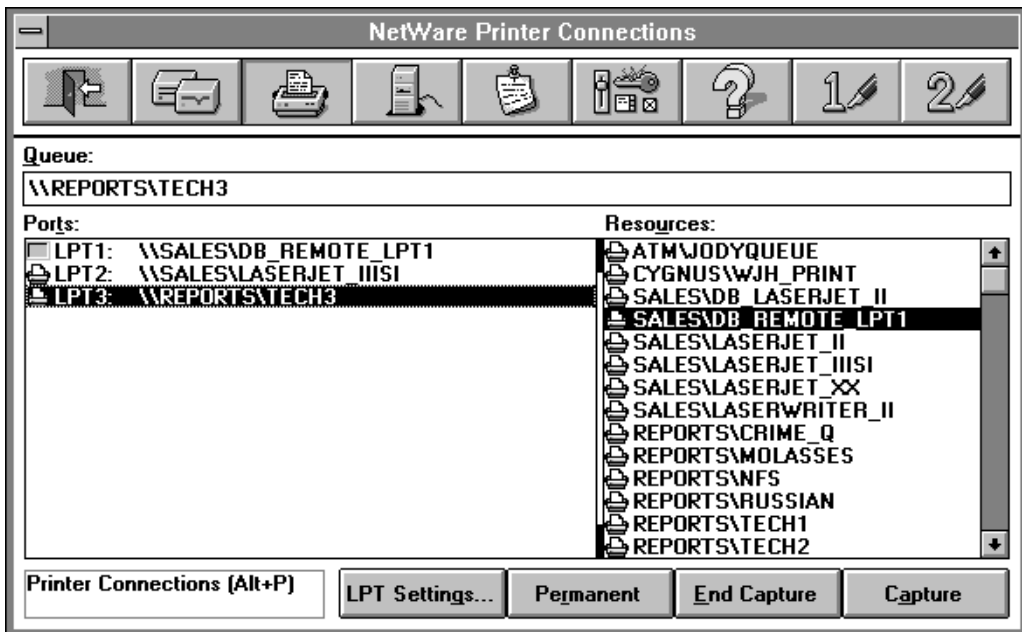 NetWare Printer Connections
1 2
Queue:
\\REPORTS\TECH3
Ports:
LPT1: \\SALES\DB_REMOTE_LPT1
LPT2: \\SALES\LASERJET_IIISI
LPT3: \\REPORTS\TECH3
Resources:
ATM\JODYQUEUE
CYGNUS\WJH_PRINT
SALES\DB_LASERJET_II
SALES\DB_REMOTE_LPT1
SALES\LASERJET_II
SALES\LASERJET_IIISI
SALES\LASERJET_XX
SALES\LASERWRITER_II
REPORTS\CRIME_Q
REPORTS\MOLASSES
REPORTS\NFS
REPORTS\RUSSIAN
REPORTS\TECH1
REPORTS\TECH2
Printer Connections (Alt+P)
LPT Settings... Permanent End Capture Capture